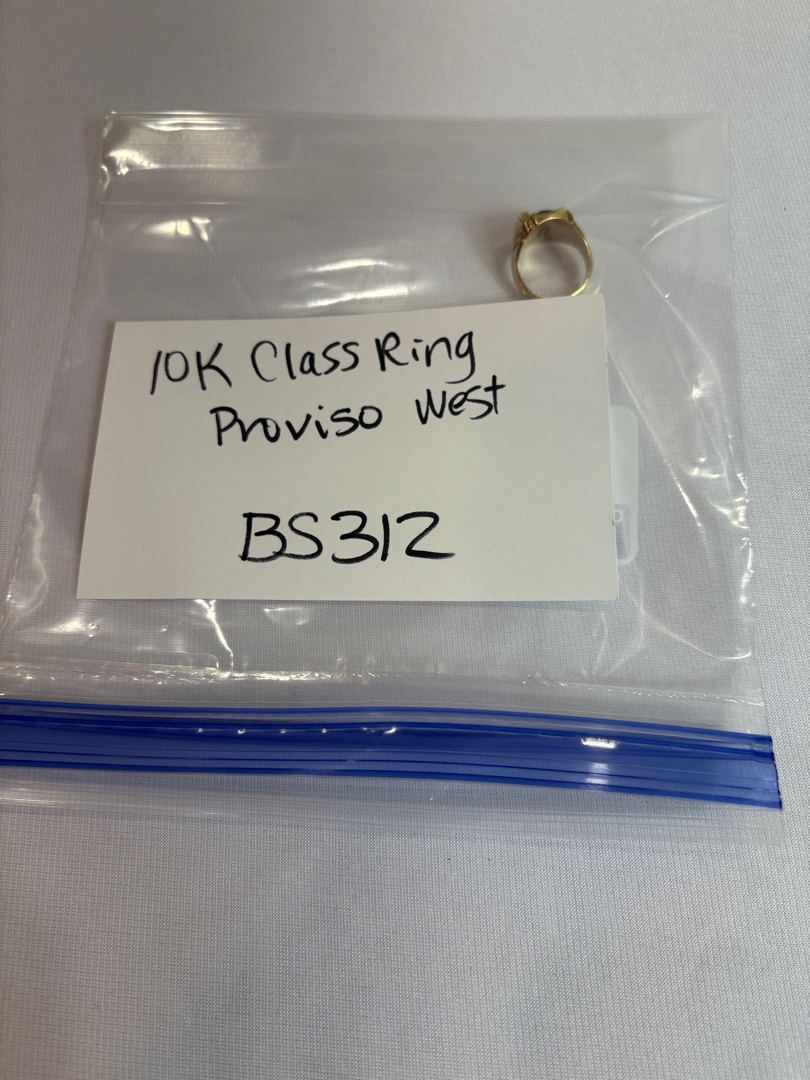 10K Class Ring
Proviso West
BS312